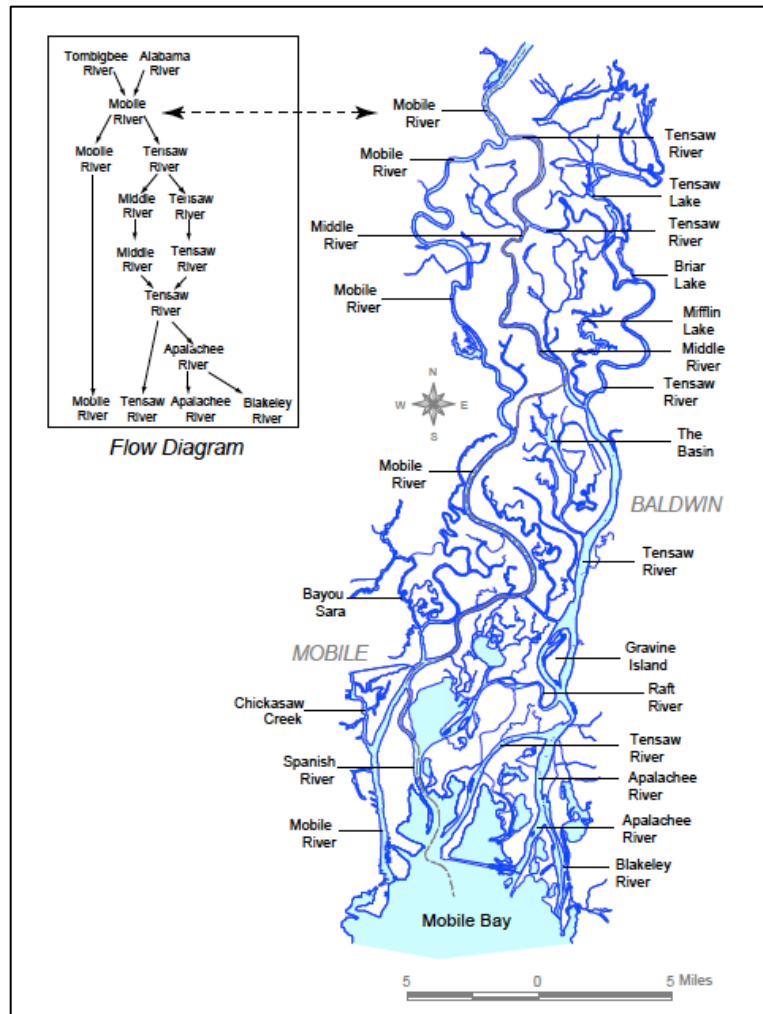 Tombigbee
River
Alabama
River
Mobile
River
Mobile
River
Tensaw
River
Middle
River
Tensaw
River
Middle
River
Tensaw
River
Tensaw
River
Apalachee
River
Mobile
River
Tensaw
River
Apalachee
River
Blakeley
River
Flow Diagram
Mobile
River
Tensaw
River
Mobile
River
Tensaw
Lake
Middle
River
Tensaw
River
Mobile
River
Briar
Lake
Mifflin
Lake
Middle
River
N
W
E
S
Tensaw
River
The
Basin
Mobile
River
BALDWIN
Tensaw
River
Bayou
Sara
MOBILE
Gravine
Island
Raft
River
Chickasaw
Creek
Tensaw
River
Spanish
River
Apalachee
River
Mobile
River
Apalachee
River
Blakeley
River
Mobile Bay
5 0 5 Miles